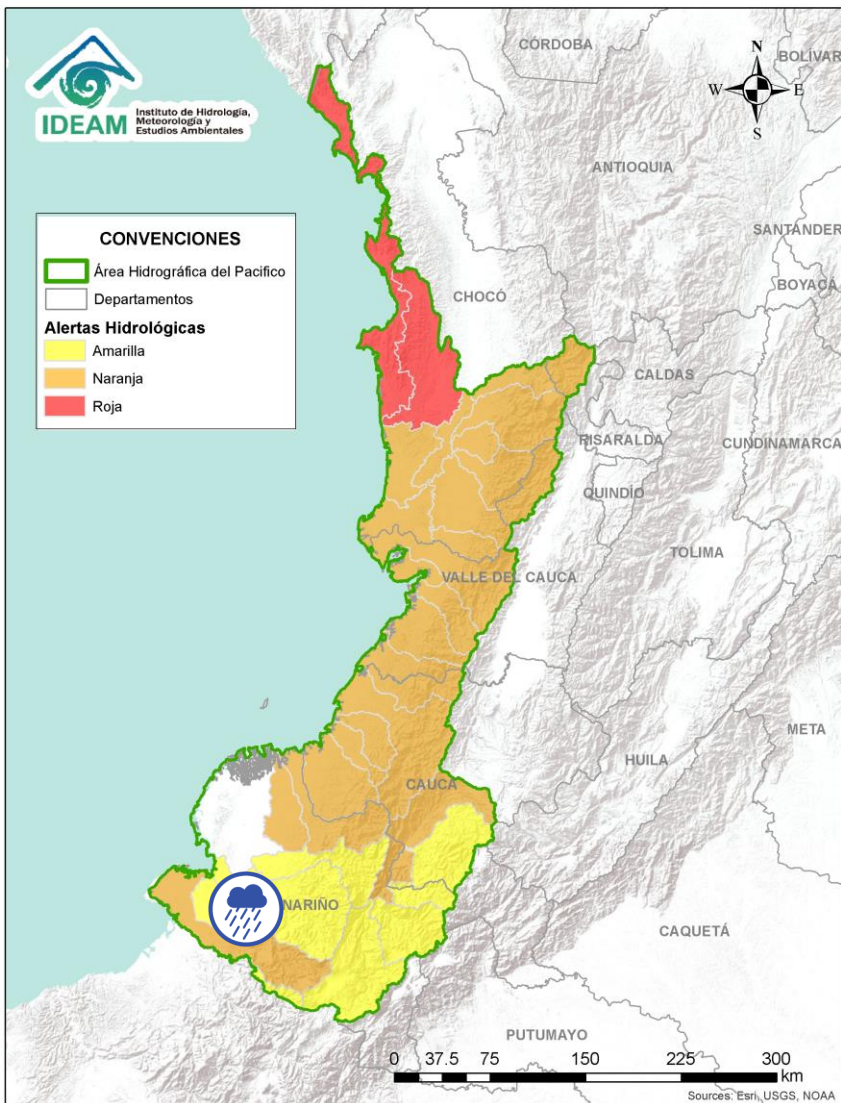 IDEAM
Instituto de Hidrología,
Meteorología y
Estudios Ambientales
CÓRDOBA
BOLÍVAR
N
W
E
S
ANTIOQUIA
SANTANDER
BOYACÁ
CONVENCIONES
Área Hidrográfica del Pacifico
Departamentos
Alertas Hidrológicas
Amarilla
Naranja
Roja
CHOCÓ
CALDAS
RISARALDA
CUNDINAMARCA
QUINDÍO
TOLIMA
VALLE DEL CAUCA
META
HUILA
CAUCA
NARIÑO
CAQUETÁ
PUTUMAYO
0 37.5 75 150 225 300
km
Sources: Esri, USGS, NOAA